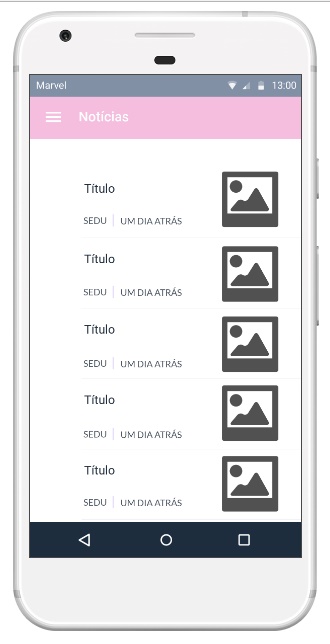 Marvel 13:00
Notícias
Título
SEDU UM DIA ATRÁS
Título
SEDU UM DIA ATRÁS
Título
SEDU UM DIA ATRÁS
Título
SEDU UM DIA ATRÁS
Título
SEDU UM DIA ATRÁS